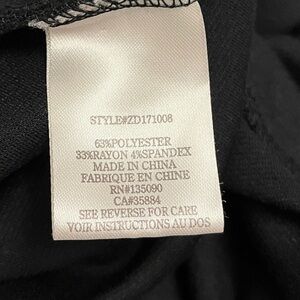 STYLE#ZD171008
63%POLYESTER
33%RAYON 4%SPANDEX
MADE IN CHINA
FABRIQUE EN CHINE
RN#135090
CA#35884
SEE REVERSE FOR CARE
VOIR INSTRUCTIONS AU DOS